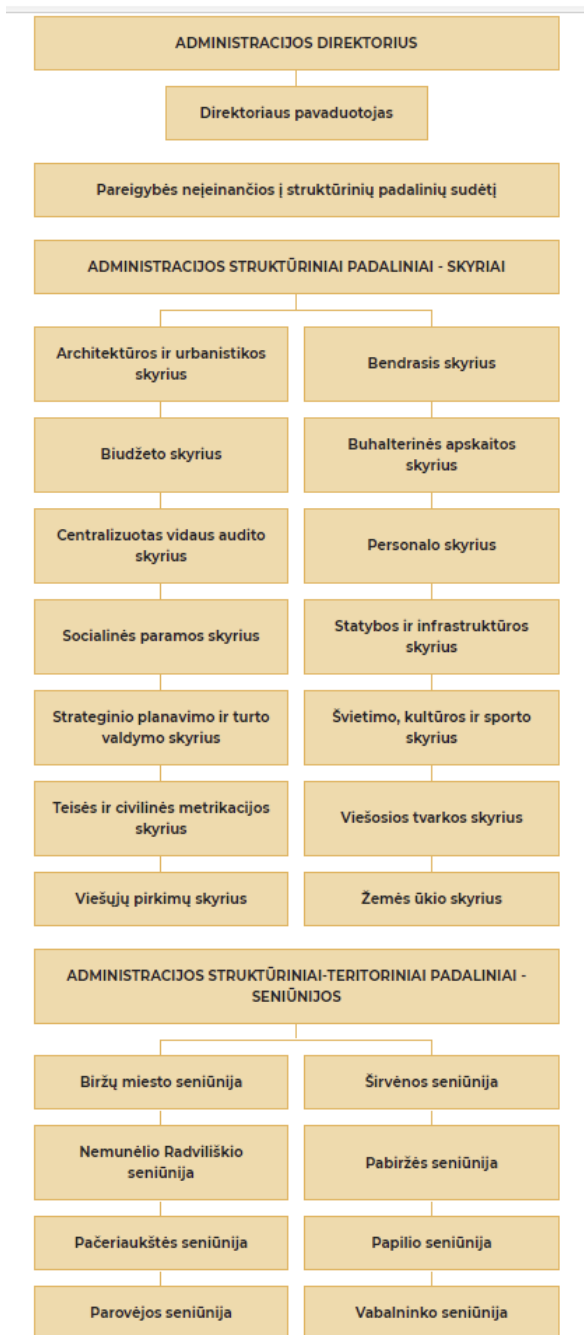 ADMINISTRACIJOS DIREKTORIUS
Direktoriaus pavaduotojas
Pareigybės neįeinančios į struktūrinių padalinių sudėtį
ADMINISTRACIJOS STRUKTŪRINIAI PADALINIAI - SKYRIAI
Architektūros ir urbanistikos
skyrius
Bendrasis skyrius
Biudžeto skyrius
Buhalterinės apskaitos
skyrius
Centralizuotas vidaus audito
skyrius
Personalo skyrius
Socialinės paramos skyrius
Statybos ir infrastruktūros
skyrius
Strateginio planavimo ir turto
valdymo skyrius
Švietimo, kultūros ir sporto
skyrius
Teisės ir civilinės metrikacijos
skyrius
Viešosios tvarkos skyrius
Viešųjų pirkimų skyrius
Žemės ūkio skyrius
ADMINISTRACIJOS STRUKTŪRINIAI-TERITORINIAI PADALINIAI -
SENIŪNIJOS
Biržų miesto seniūnija
Širvėnos seniūnija
Nemunėlio Radviliškio
seniūnija
Pabiržės seniūnija
Pačeriaukštės seniūnija
Papilio seniūnija
Parovėjos seniūnija
Vabalninko seniūnija